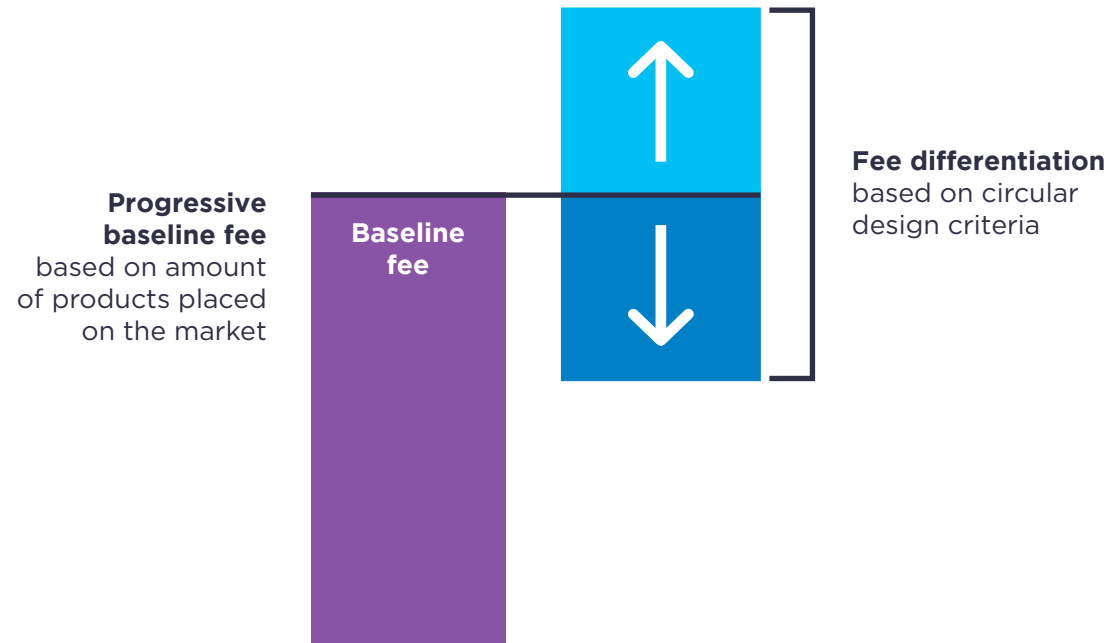 Progressive
baseline fee
based on amount
of products placed
on the market
Baseline
fee
Fee differentiation
based on circular
design criteria